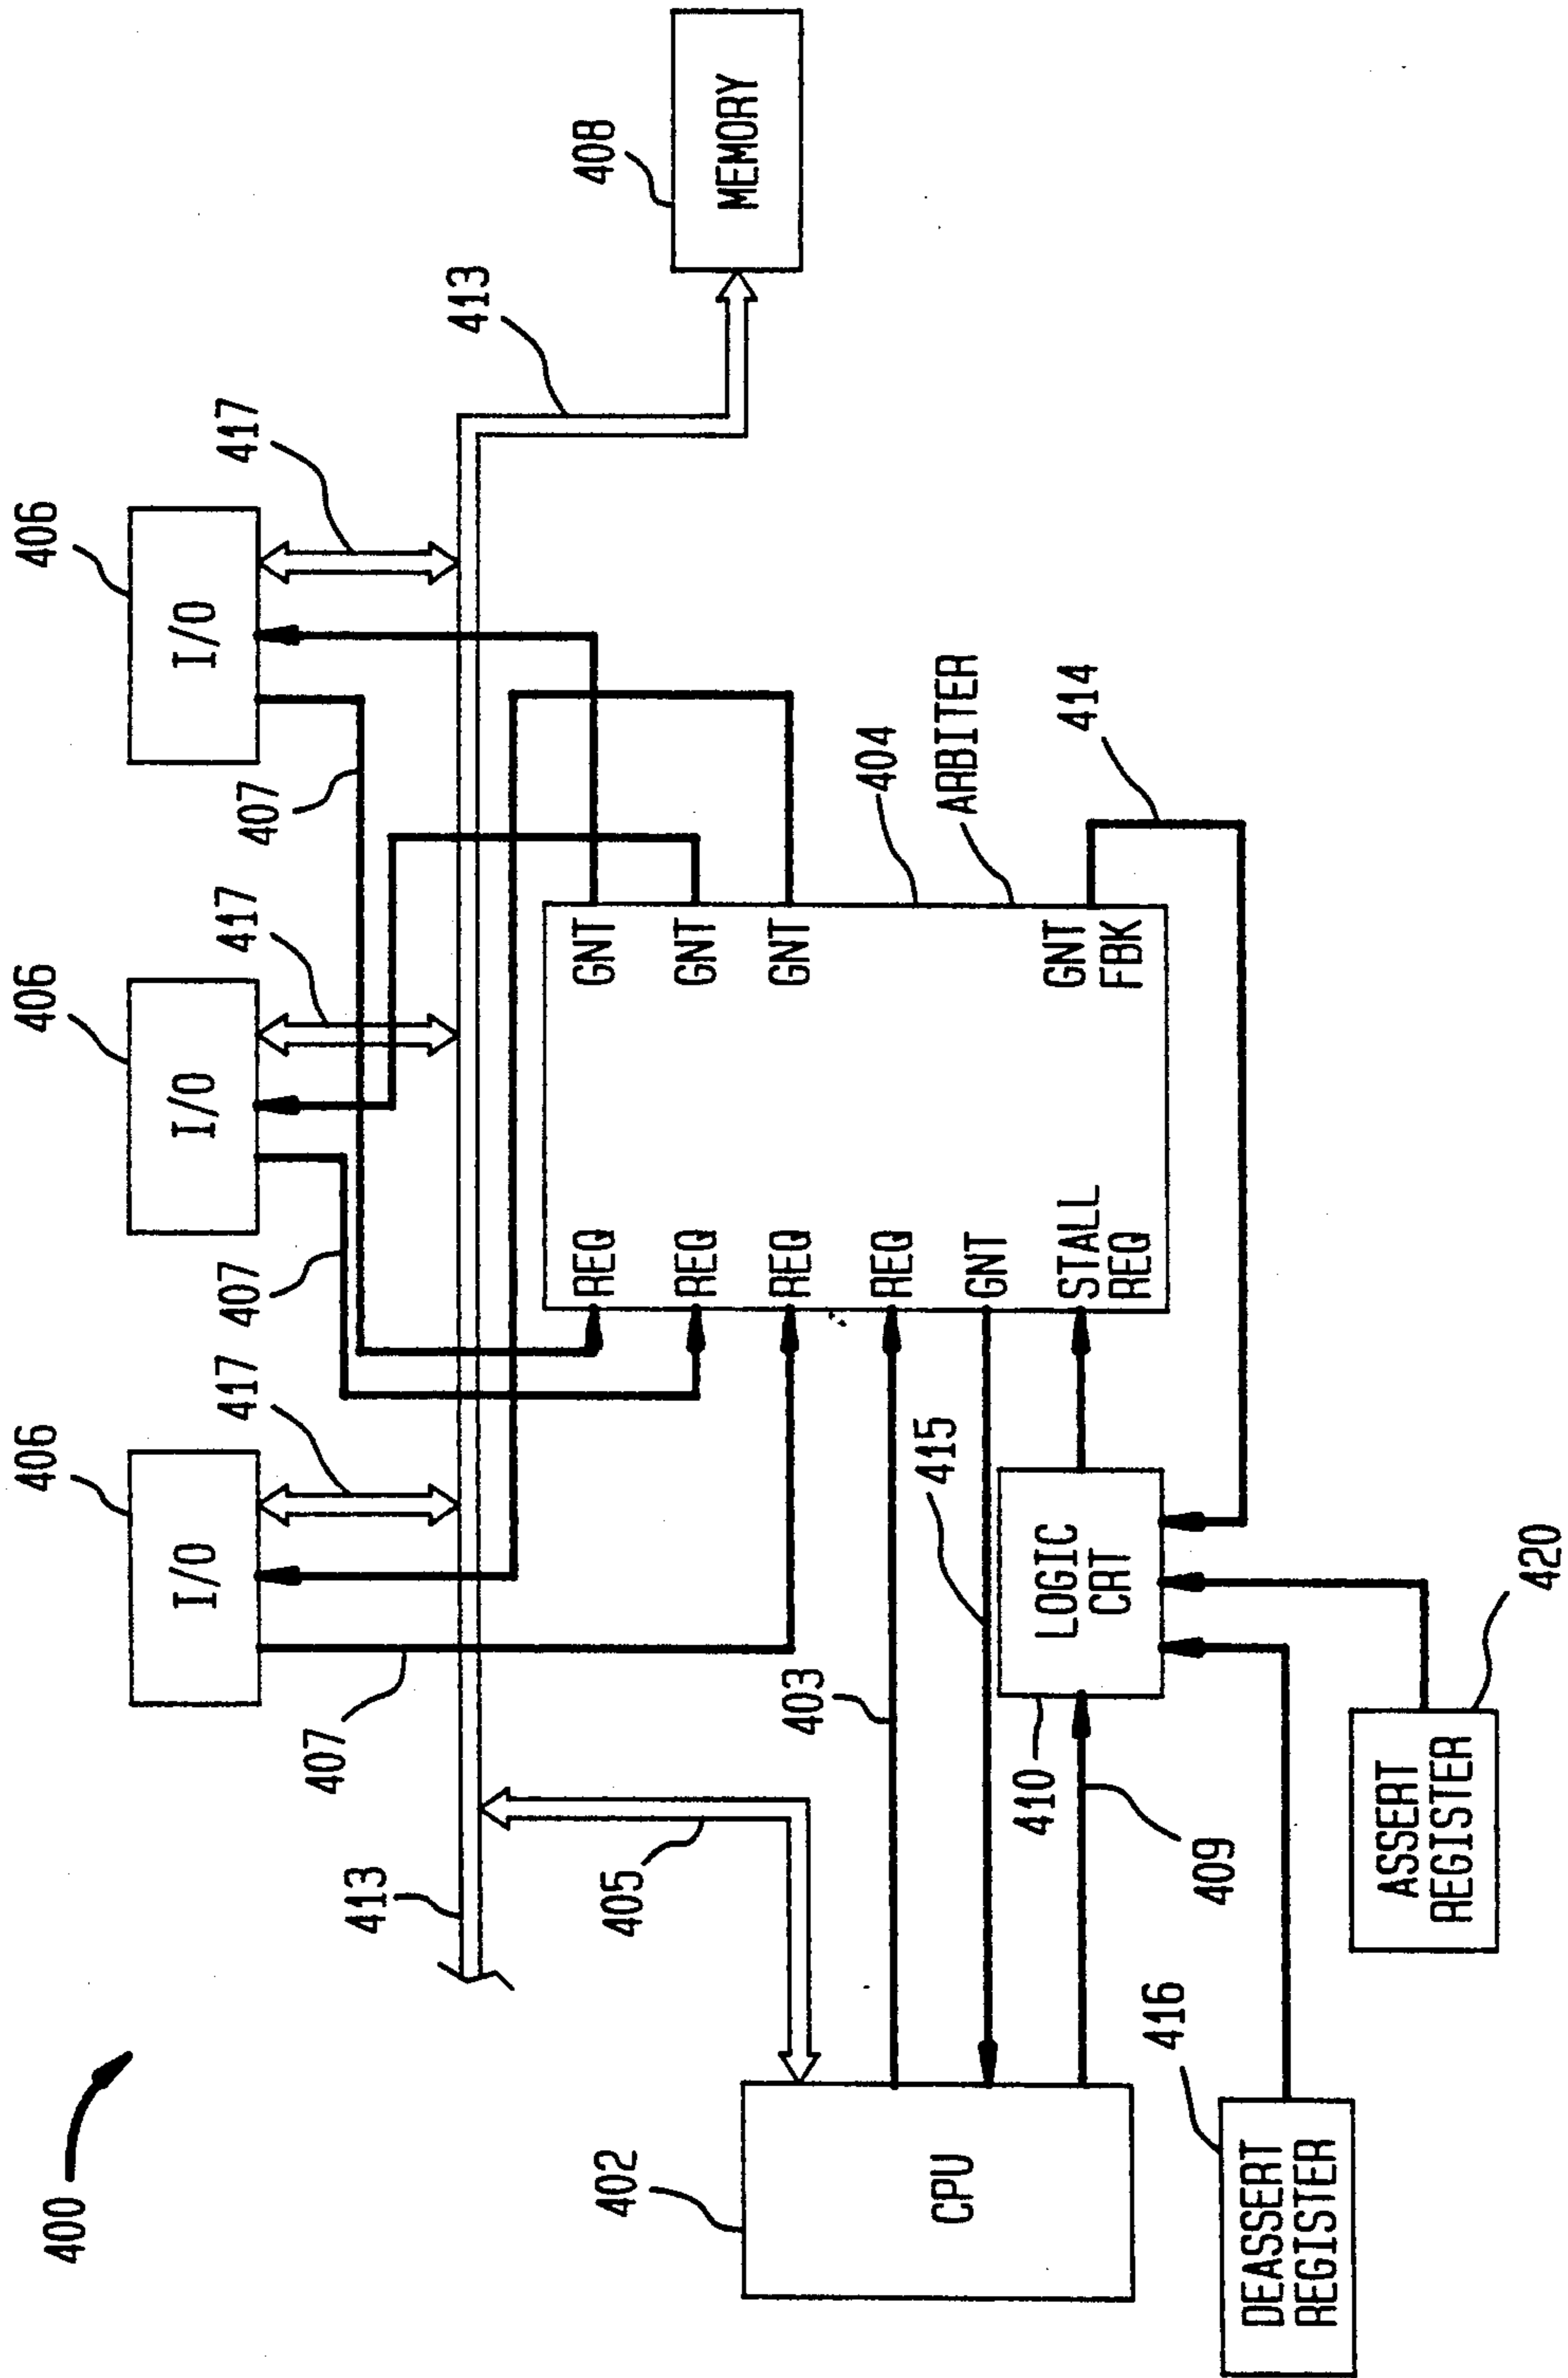 400
406
I/O
417
407
406
I/O
417
407
406
I/O
417
407
413
413
408
MEMORY
405
402
CPU
403
415
409
410
LOGIC
CRT
REQ
REQ
REQ
REQ
GNT
STALL
REQ
GNT
GNT
GNT
GNT
FBK
404
ARBITER
414
416
DEASSERT
REGISTER
ASSERT
REGISTER
420